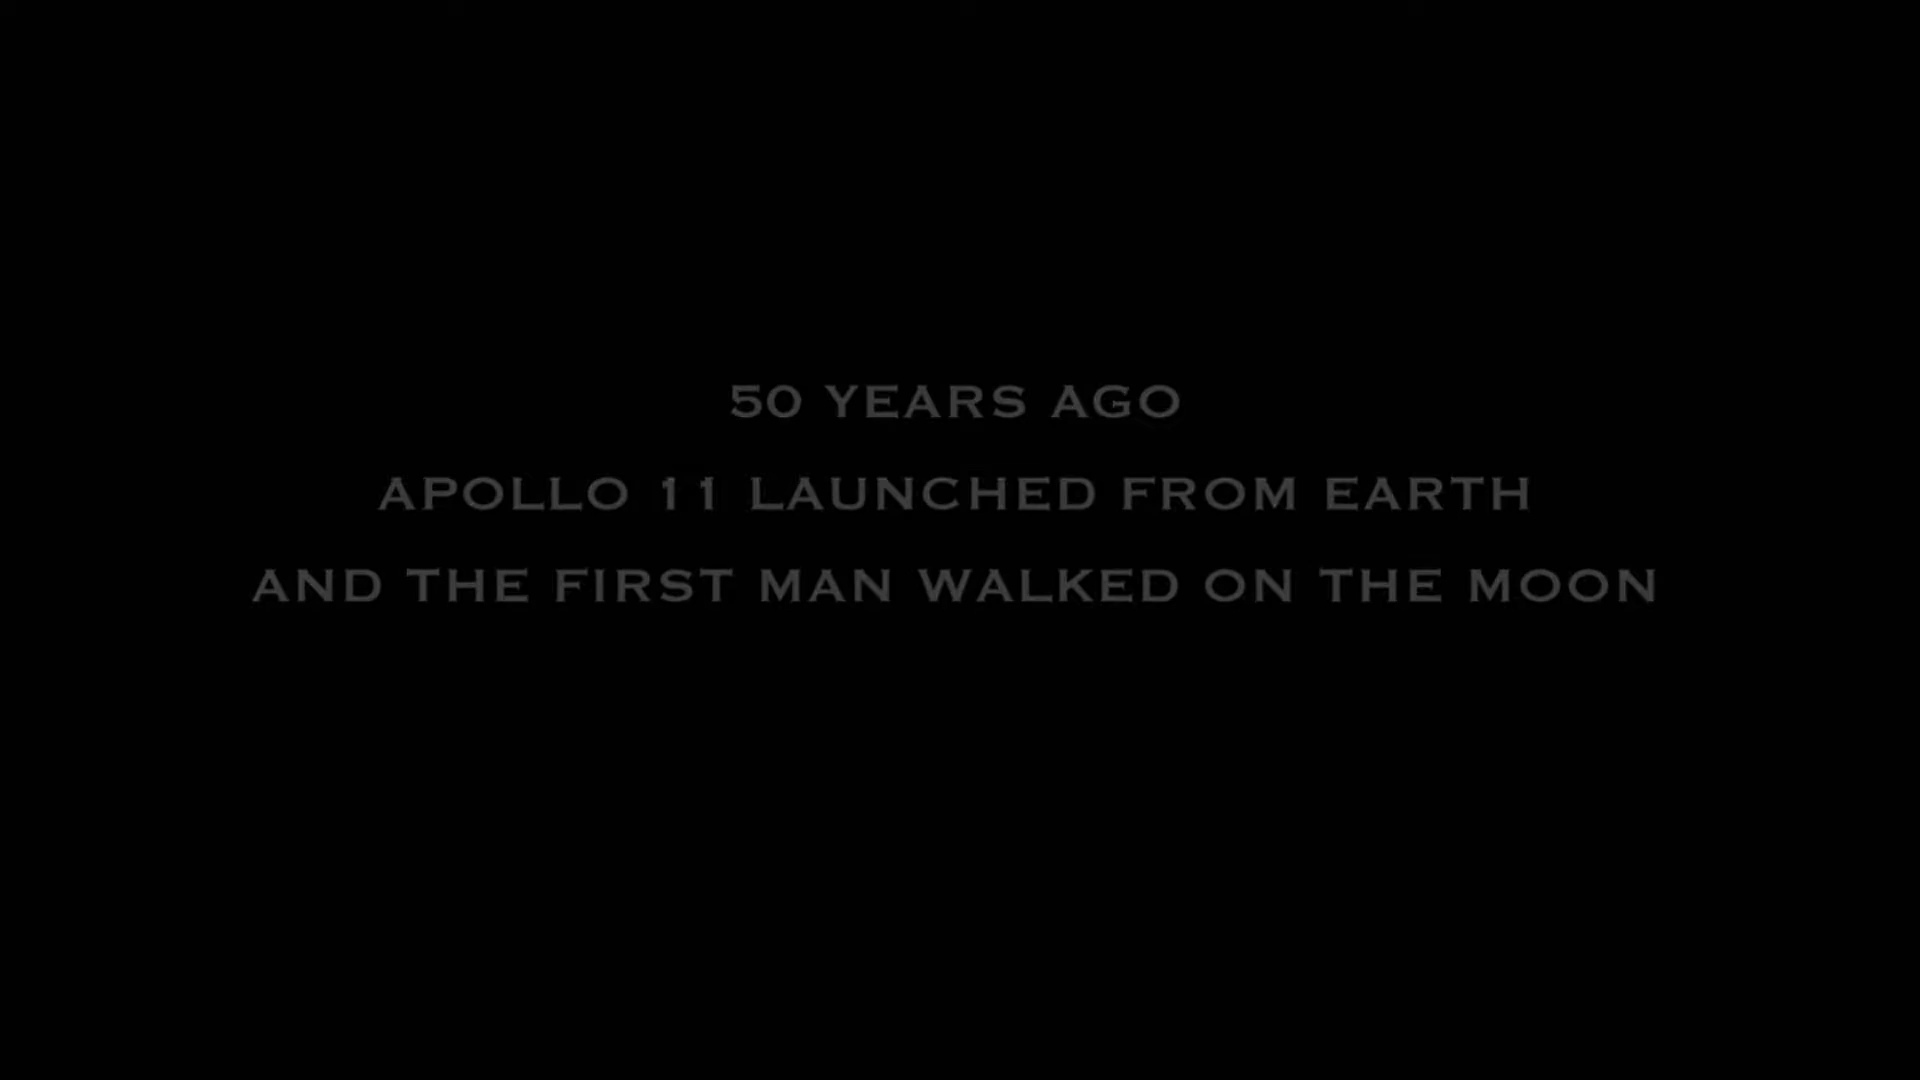 50 YEARS AGO
APOLLO 11 LAUNCHED FROM EARTH
AND THE FIRST MAN WALKED ON THE MOON